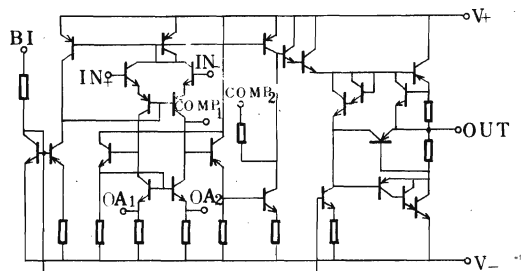 V+
BI
IN+
IN-
COMP1
COMP2
OUT
OA1
OA2
V-